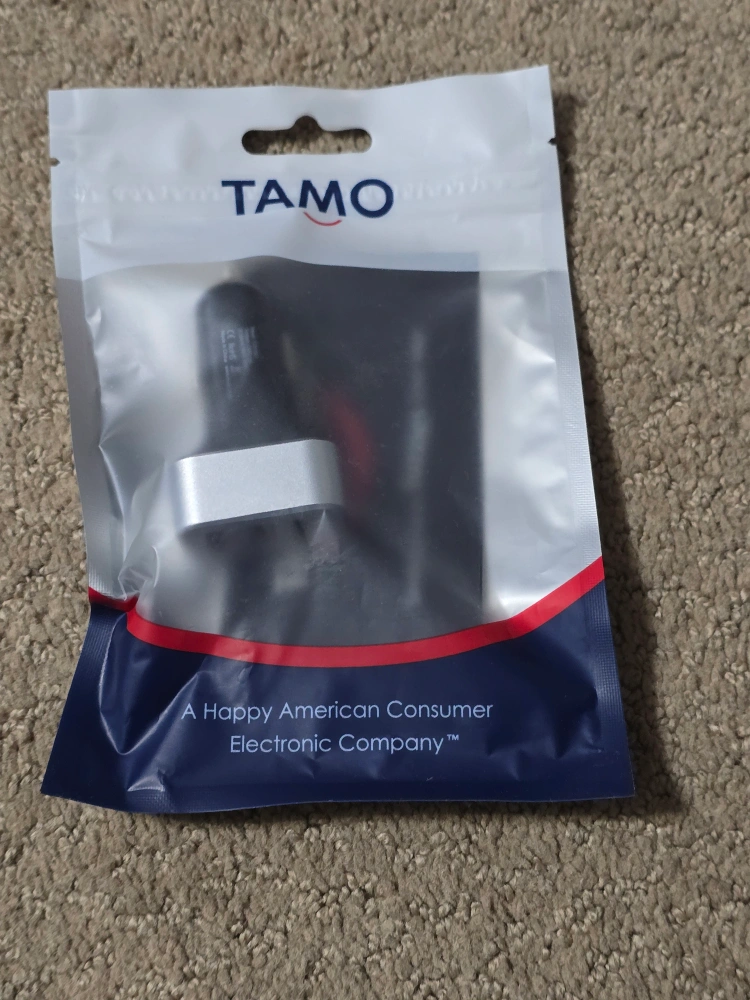 TAMO
A Happy American Consumer
Electronic Company™